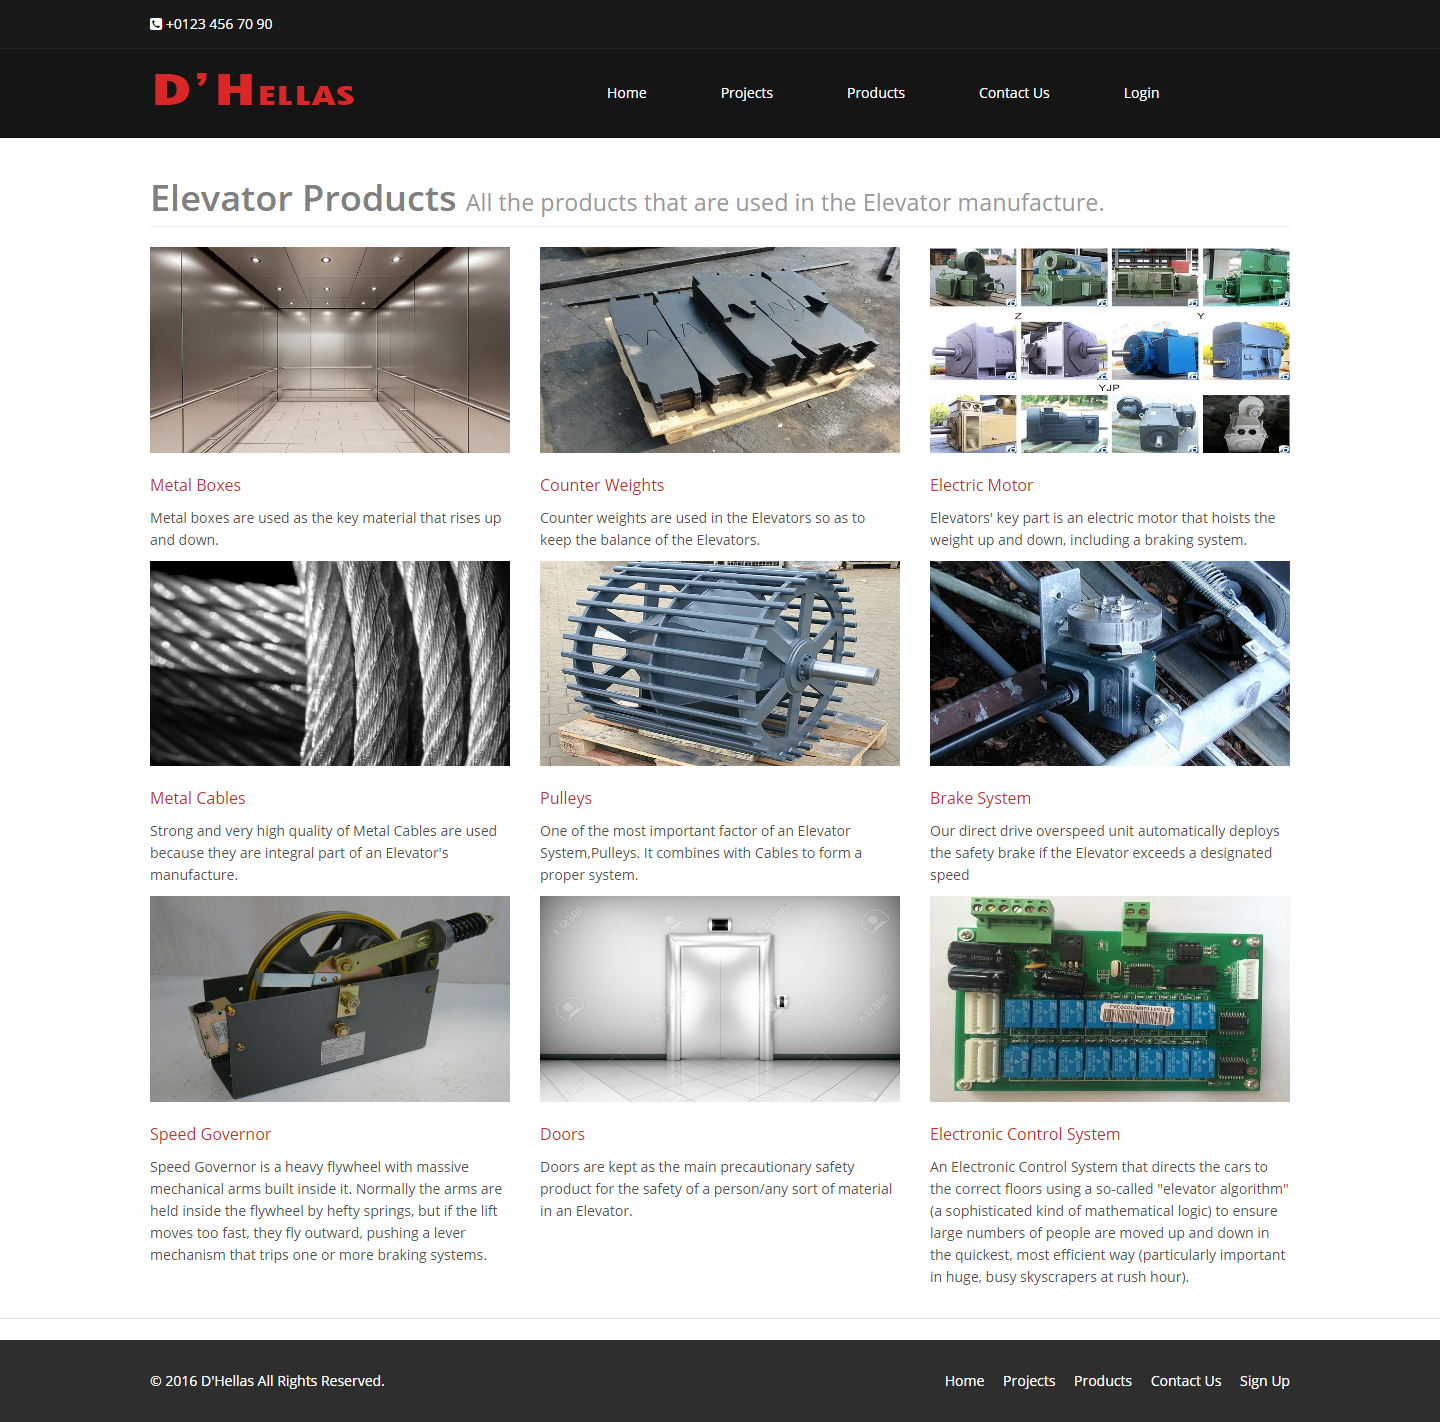 +0123 456 70 90
D'HELLAS
Home Projects Products Contact Us Login
Elevator Products All the products that are used in the Elevator manufacture.
Z Y
YJP
Metal Boxes
Metal boxes are used as the key material that rises up
and down.
Counter Weights
Counter weights are used in the Elevators so as to
keep the balance of the Elevators.
Electric Motor
Elevators' key part is an electric motor that hoists the
weight up and down, including a braking system.
Metal Cables
Strong and very high quality of Metal Cables are used
because they are integral part of an Elevator's
manufacture.
Pulleys
One of the most important factor of an Elevator
System,Pulleys. It combines with Cables to form a
proper system.
Brake System
Our direct drive overspeed unit automatically deploys
the safety brake if the Elevator exceeds a designated
speed
123RF
Speed Governor
Speed Governor is a heavy flywheel with massive
mechanical arms built inside it. Normally the arms are
held inside the flywheel by hefty springs, but if the lift
moves too fast, they fly outward, pushing a lever
mechanism that trips one or more braking systems.
Doors
Doors are kept as the main precautionary safety
product for the safety of a person/any sort of material
in an Elevator.
Electronic Control System
An Electronic Control System that directs the cars to
the correct floors using a so-called "elevator algorithm"
(a sophisticated kind of mathematical logic) to ensure
large numbers of people are moved up and down in
the quickest, most efficient way (particularly important
in huge, busy skyscrapers at rush hour).
© 2016 D'Hellas All Rights Reserved.
Home Projects Products Contact Us Sign Up